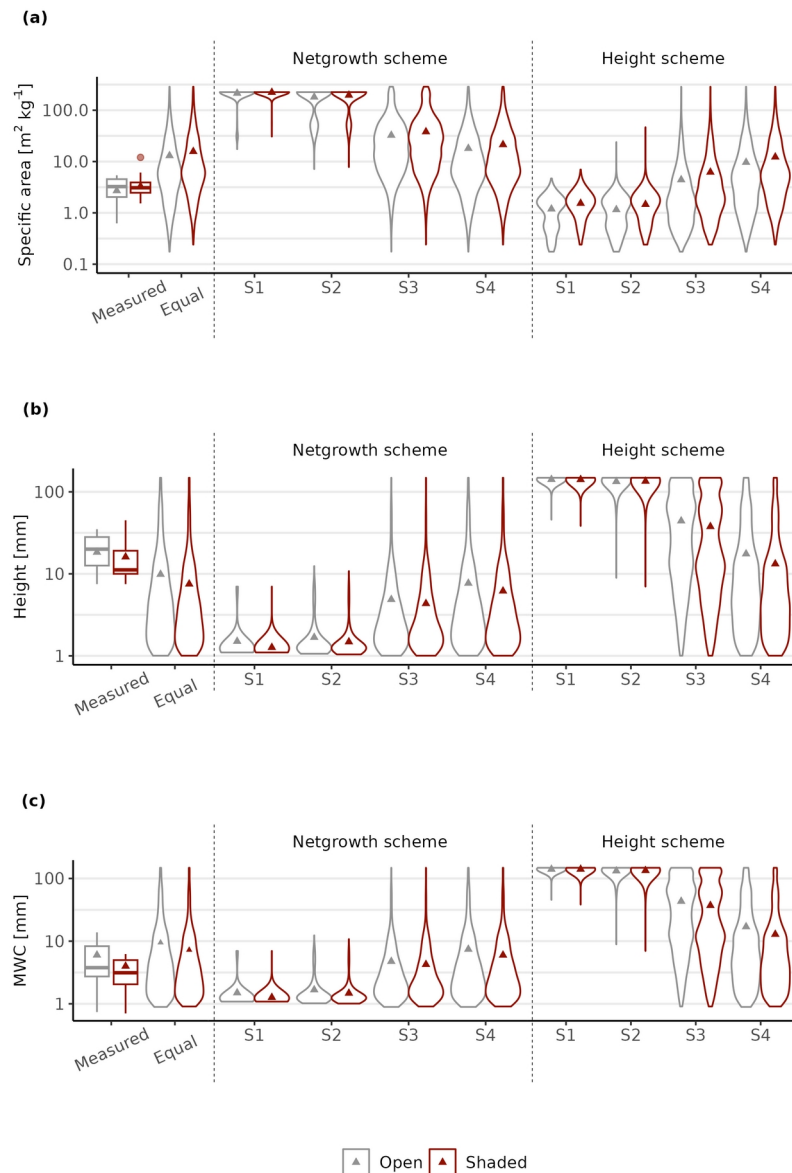 (a)
Netgrowth scheme Height scheme
Specific area [m² kg⁻¹]
100.0
10.0
1.0
0.1
Measured Equal S1 S2 S3 S4 S1 S2 S3 S4
(b)
Netgrowth scheme Height scheme
Height [mm]
100
10
1
Measured Equal S1 S2 S3 S4 S1 S2 S3 S4
(c)
Netgrowth scheme Height scheme
MWC [mm]
100
10
1
Measured Equal S1 S2 S3 S4 S1 S2 S3 S4
Open Shaded